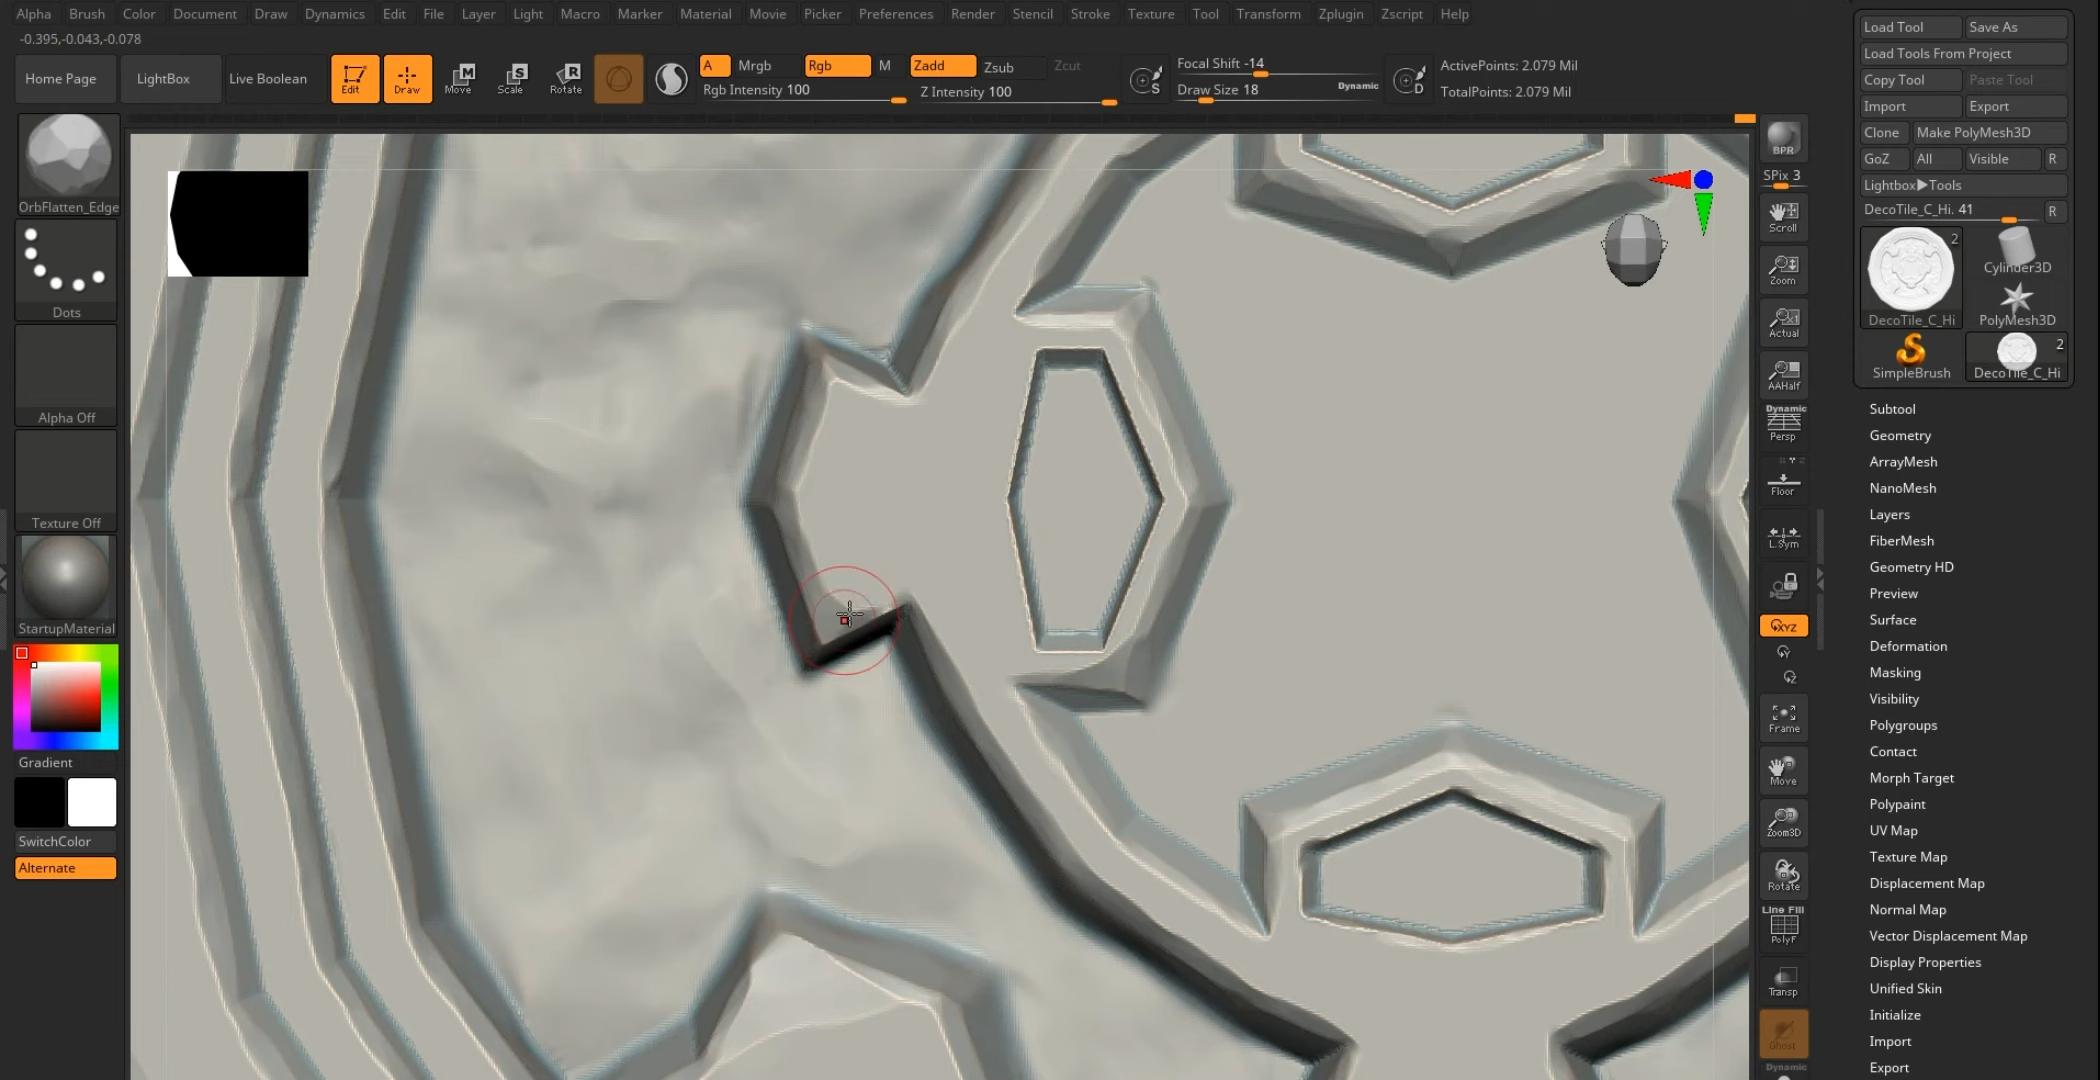 Alpha Brush Color Document Draw Dynamics Edit File Layer Light Macro Marker Material Movie Picker Preferences Render Stencil Stroke Texture Tool Transform Zplugin Zscript Help
-0.395,-0.043,-0.078
Home Page
LightBox
Live Boolean
Edit
Draw
Move
Scale
Rotate
A Mrgb Rgb M Zadd Zsub Zcut
Rgb Intensity 100
Z Intensity 100
Focal Shift -14
Draw Size 18
Dynamic
ActivePoints: 2.079 Mil
TotalPoints: 2.079 Mil
OrbFlatten_Edge
Dots
Alpha Off
Texture Off
StartupMaterial
Gradient
SwitchColor
Alternate
BPR
SPix 3
Scroll
Zoom
Actual
AAHalf
Dynamic
Persp
Floor
L.Sym
XYZ
Y
Z
Frame
Move
Zoom3D
Rotate
Line Fill
PolyF
Transp
Ghost
Dynamic
Load Tool Save As
Load Tools From Project
Copy Tool Paste Tool
Import Export
Clone Make PolyMesh3D
GoZ All Visible R
Lightbox▶Tools
DecoTile_C_Hi. 41 R
2
DecoTile_C_Hi
Cylinder3D
PolyMesh3D
SimpleBrush
2
DecoTile_C_Hi
Subtool
Geometry
ArrayMesh
NanoMesh
Layers
FiberMesh
Geometry HD
Preview
Surface
Deformation
Masking
Visibility
Polygroups
Contact
Morph Target
Polypaint
UV Map
Texture Map
Displacement Map
Normal Map
Vector Displacement Map
Display Properties
Unified Skin
Initialize
Import
Export